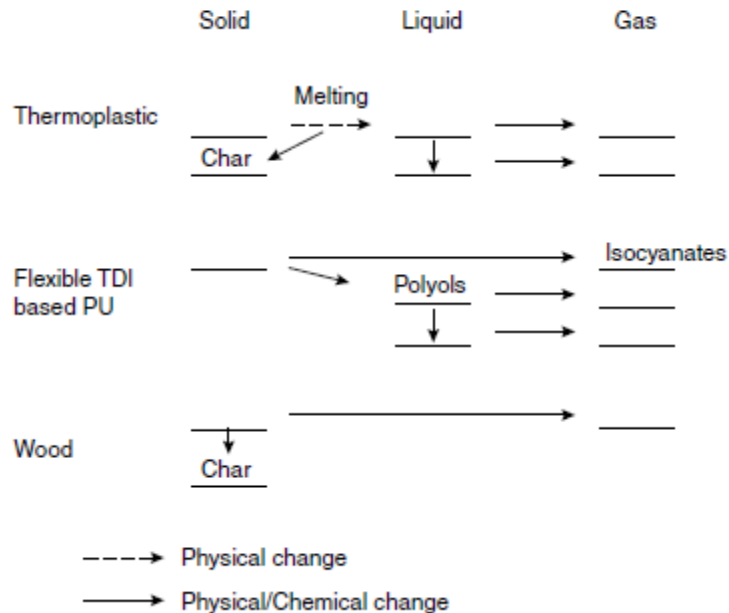 Solid Liquid Gas
Melting
Thermoplastic
Char
Isocyanates
Flexible TDI
based PU
Polyols
Wood
Char
Physical change
Physical/Chemical change